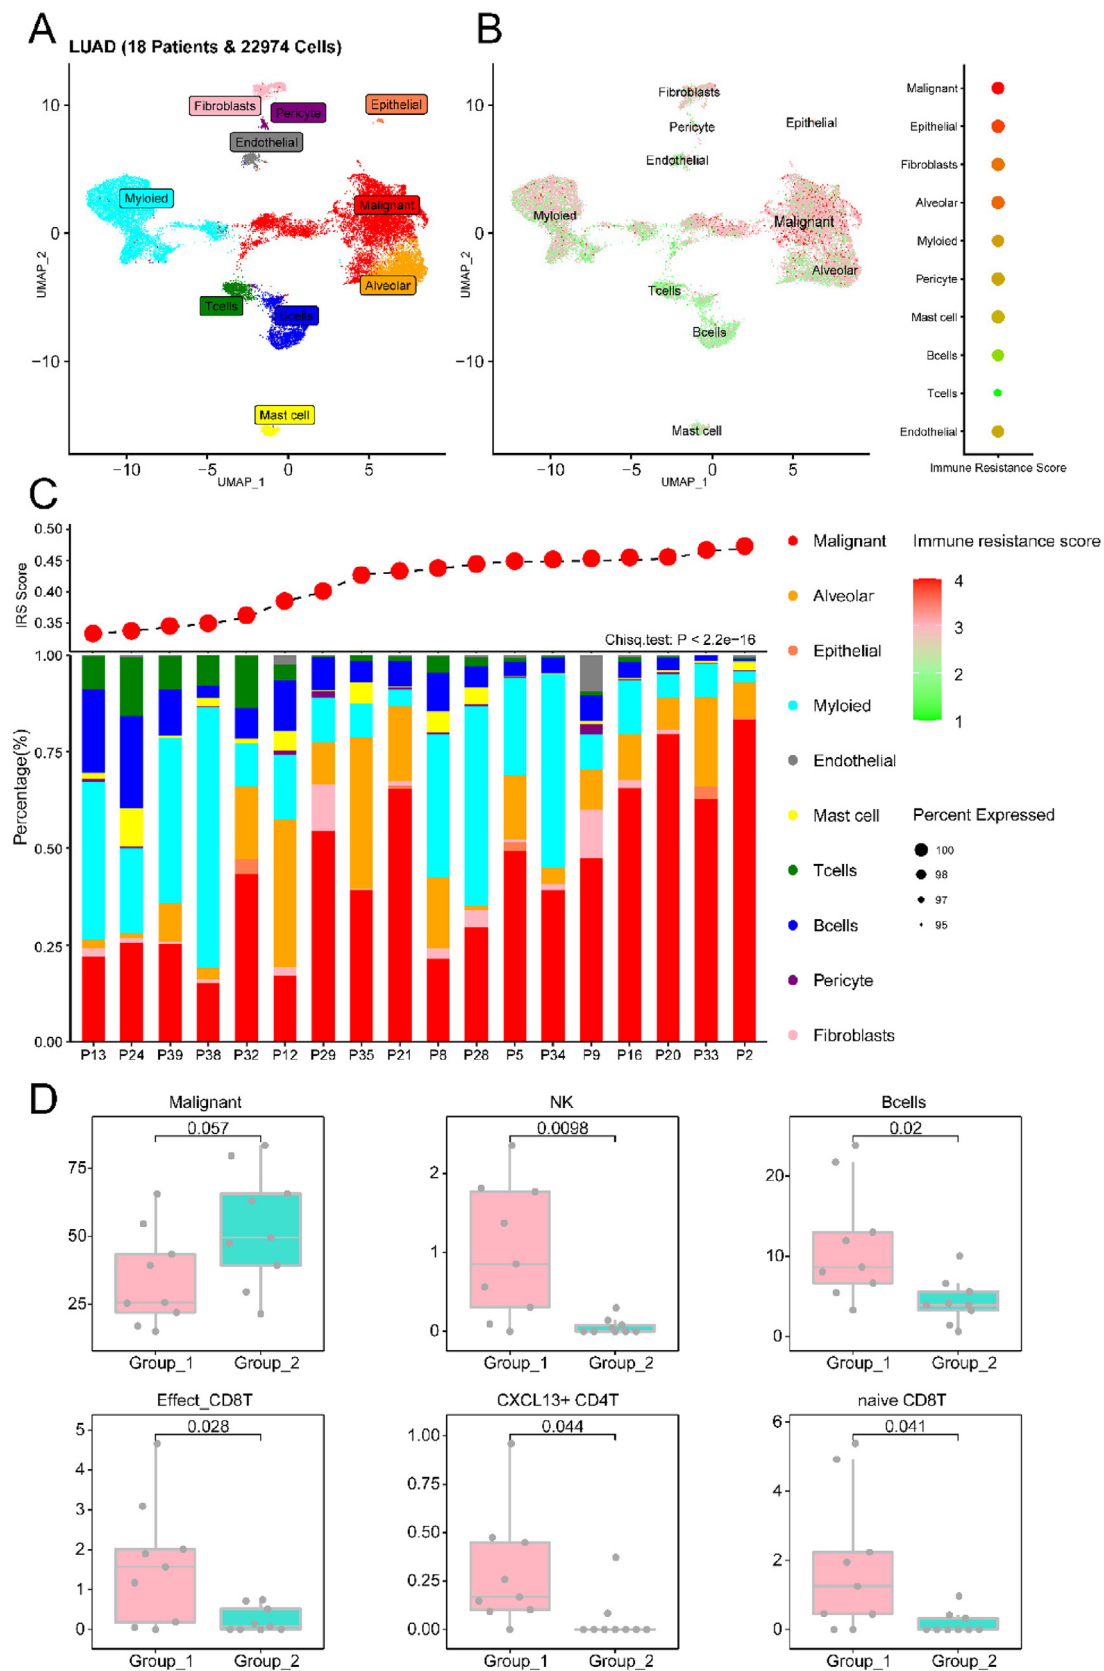 A
LUAD (18 Patients & 22974 Cells)
UMAP_2
10
0
−10
Fibroblasts
Pericyte
Epithelial
Endothelial
Myloied
Malignant
Alveolar
Tcells
Bcells
Mast cell
−10
−5
0
5
UMAP_1
B
UMAP_2
10
0
−10
Fibroblasts
Pericyte
Epithelial
Endothelial
Myloied
Malignant
Alveolar
Tcells
Bcells
Mast cell
−10
−5
0
5
UMAP_1
Malignant
Epithelial
Fibroblasts
Alveolar
Myloied
Pericyte
Mast cell
Bcells
Tcells
Endothelial
Immune Resistance Score
C
IRS Score
0.50
0.45
0.40
0.35
Chisq.test: P < 2.2e−16
Percentage(%)
1.00
0.75
0.50
0.25
0.00
P13 P24 P39 P38 P32 P12 P29 P35 P21 P8 P28 P5 P34 P9 P16 P20 P33 P2
Malignant
Alveolar
Epithelial
Myloied
Endothelial
Mast cell
Tcells
Bcells
Pericyte
Fibroblasts
Immune resistance score
4
3
2
1
Percent Expressed
100
98
97
95
D
Malignant
0.057
75
50
25
Group_1 Group_2
NK
0.0098
2
1
0
Group_1 Group_2
Bcells
0.02
20
10
0
Group_1 Group_2
Effect_CD8T
0.028
5
4
3
2
1
0
Group_1 Group_2
CXCL13+ CD4T
0.044
1.00
0.75
0.50
0.25
0.00
Group_1 Group_2
naive CD8T
0.041
6
4
2
0
Group_1 Group_2